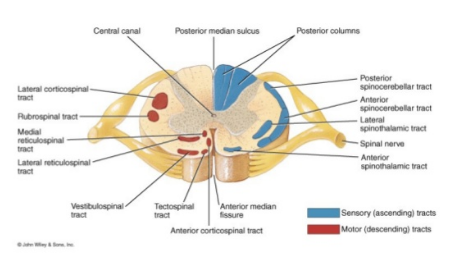 Central canal
Posterior median sulcus
Posterior columns
Lateral corticospinal
tract
Rubrospinal tract
Medial
reticulospinal
tract
Lateral reticulospinal
tract
Posterior
spinocerebellar tract
Anterior
spinocerebellar tract
Lateral
spinothalamic tract
Spinal nerve
Anterior
spinothalamic tract
Vestibulospinal
tract
Tectospinal
tract
Anterior median
fissure
Anterior corticospinal tract
Sensory (ascending) tracts
Motor (descending) tracts
© John Wiley & Sons, Inc.